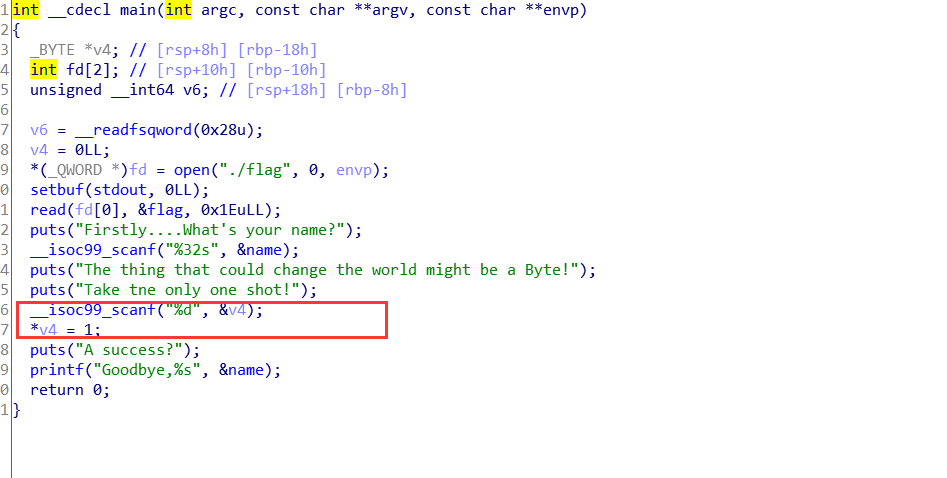 1 int __cdecl main(int argc, const char **argv, const char **envp)
2 {
3 _BYTE *v4; // [rsp+8h] [rbp-18h]
4 int fd[2]; // [rsp+10h] [rbp-10h]
5 unsigned __int64 v6; // [rsp+18h] [rbp-8h]
6
7 v6 = __readfsqword(0x28u);
8 v4 = 0LL;
9 *(_QWORD *)fd = open("./flag", 0, envp);
0 setbuf(stdout, 0LL);
1 read(fd[0], &flag, 0x1EuLL);
2 puts("Firstly....What's your name?");
3 __isoc99_scanf("%32s", &name);
4 puts("The thing that could change the world might be a Byte!");
5 puts("Take tne only one shot!");
6 __isoc99_scanf("%d", &v4);
7 *v4 = 1;
8 puts("A success?");
9 printf("Goodbye,%s", &name);
0 return 0;
1 }